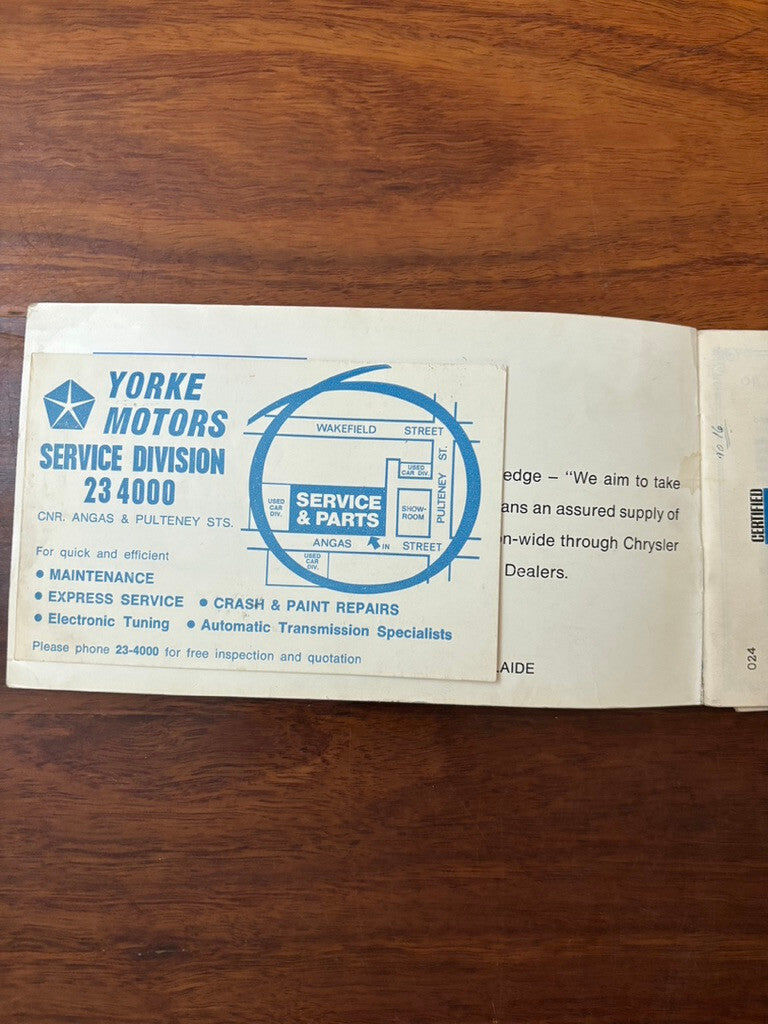 YORKE
MOTORS
SERVICE DIVISION
23 4000
CNR. ANGAS & PULTENEY STS.
For quick and efficient
• MAINTENANCE
• EXPRESS SERVICE • CRASH & PAINT REPAIRS
• Electronic Tuning • Automatic Transmission Specialists
Please phone 23-4000 for free inspection and quotation
WAKEFIELD STREET
USED
CAR DIV.
PULTENEY ST.
USED
CAR
DIV.
SERVICE
& PARTS
SHOW-
ROOM
ANGAS IN STREET
USED
CAR
DIV.
edge – "We aim to take
ans an assured supply of
n-wide through Chrysler
Dealers.
LAIDE
CERTIFIED
024